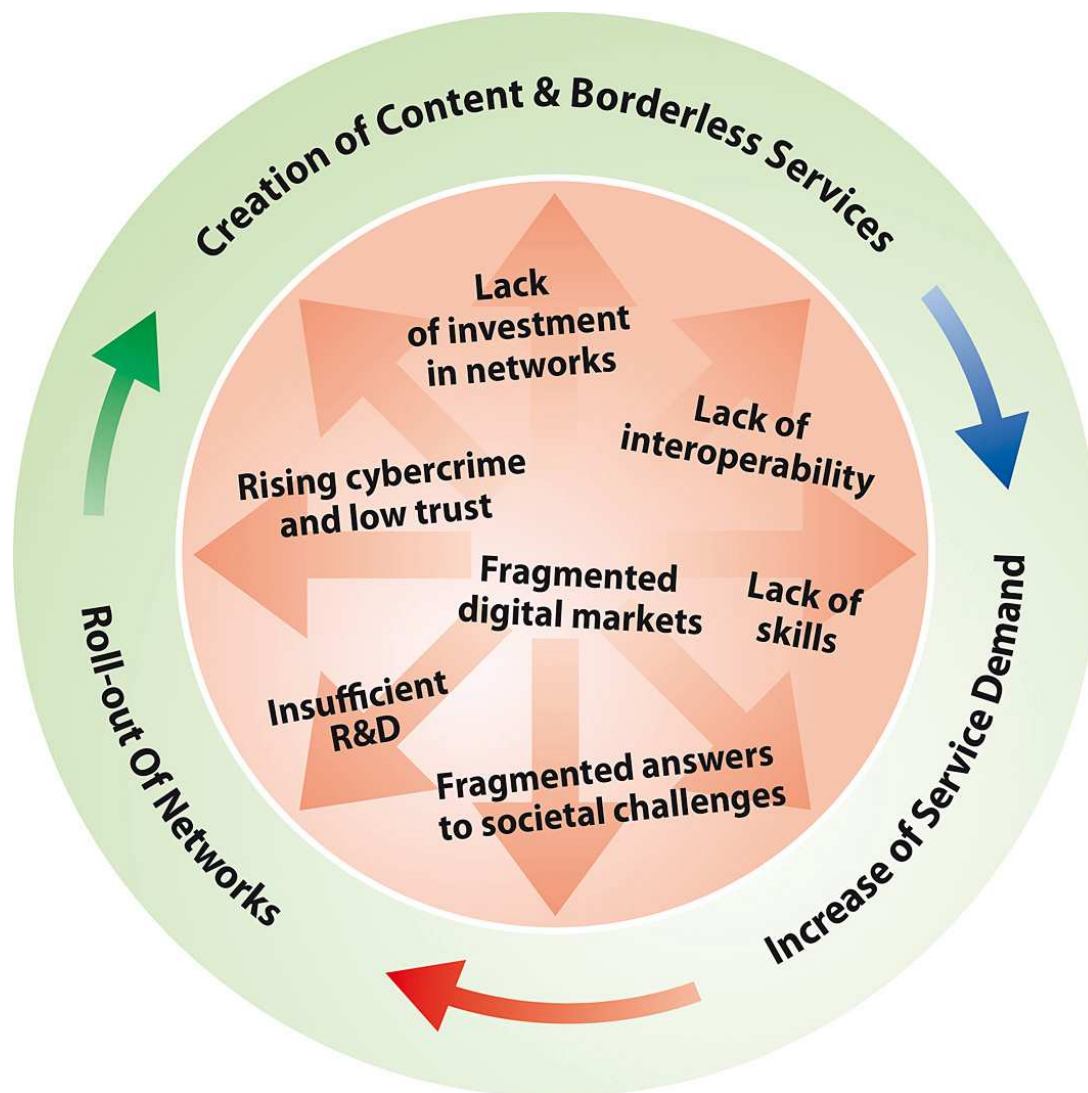 Creation of Content & Borderless Services
Lack
of investment
in networks
Lack of
interoperability
Rising cybercrime
and low trust
Fragmented
digital markets
Lack of
skills
Insufficient
R&D
Fragmented answers
to societal challenges
Increase of Service Demand
Roll-out Of Networks